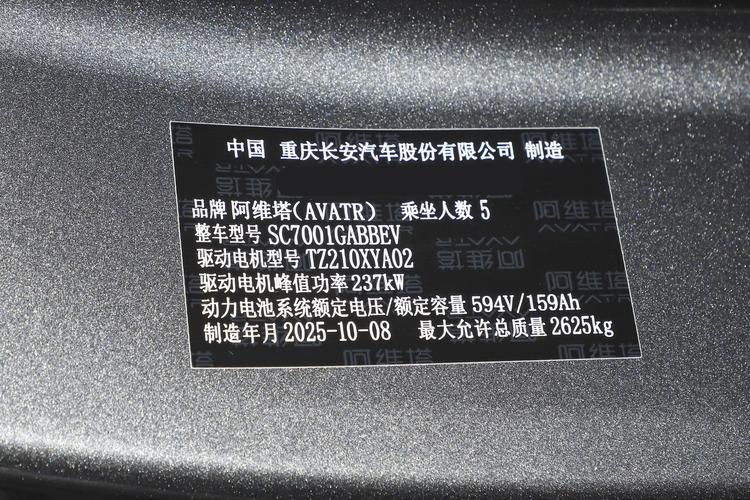 中国 重庆长安汽车股份有限公司 制造
品牌 阿维塔(AVATR) 乘坐人数 5
整车型号 SC7001GABBEV
驱动电机型号 TZ210XYA02
驱动电机峰值功率 237kW
动力电池系统额定电压/额定容量 594V/159Ah
制造年月 2025-10-08 最大允许总质量 2625kg